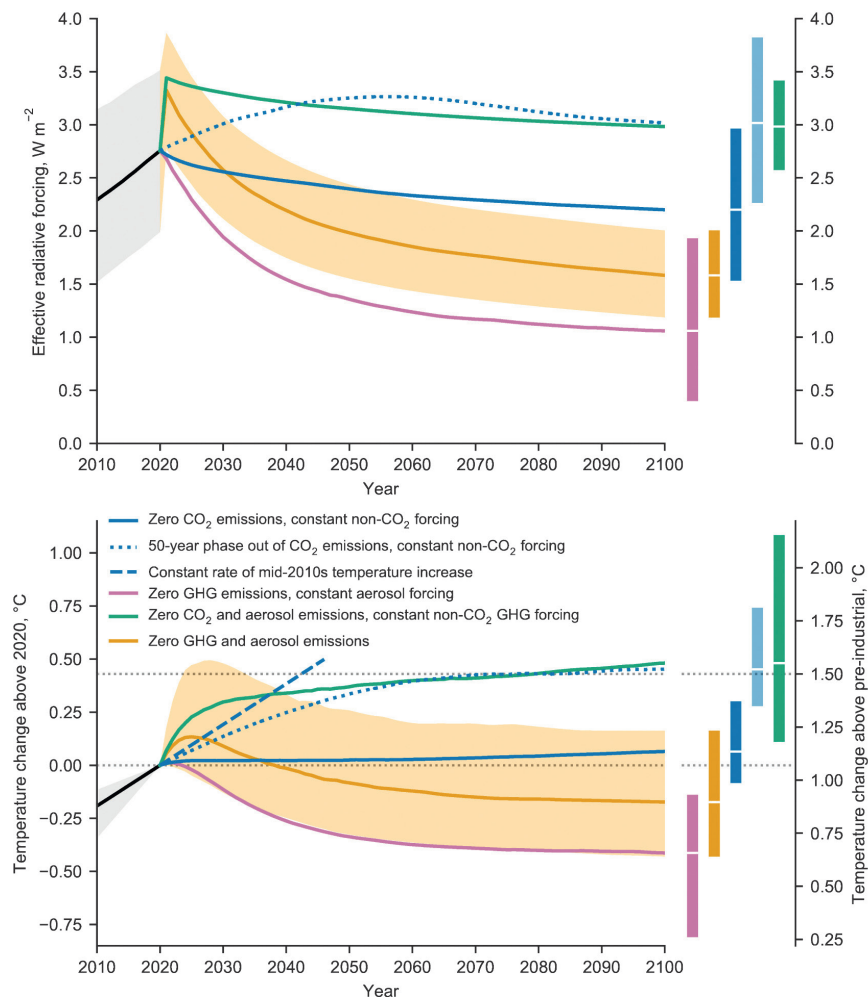 Effective radiative forcing, W m⁻²
4.0 4.0
3.5 3.5
3.0 3.0
2.5 2.5
2.0 2.0
1.5 1.5
1.0 1.0
0.5 0.5
0.0 0.0
2010 2020 2030 2040 2050 2060 2070 2080 2090 2100
Year
Zero CO₂ emissions, constant non-CO₂ forcing
50-year phase out of CO₂ emissions, constant non-CO₂ forcing
Constant rate of mid-2010s temperature increase
Zero GHG emissions, constant aerosol forcing
Zero CO₂ and aerosol emissions, constant non-CO₂ GHG forcing
Zero GHG and aerosol emissions
Temperature change above 2020, °C
1.00
0.75
0.50
0.25
0.00
−0.25
−0.50
−0.75
2.00
1.75
1.50
1.25
1.00
0.75
0.50
0.25
Temperature change above pre-industrial, °C
2010 2020 2030 2040 2050 2060 2070 2080 2090 2100
Year